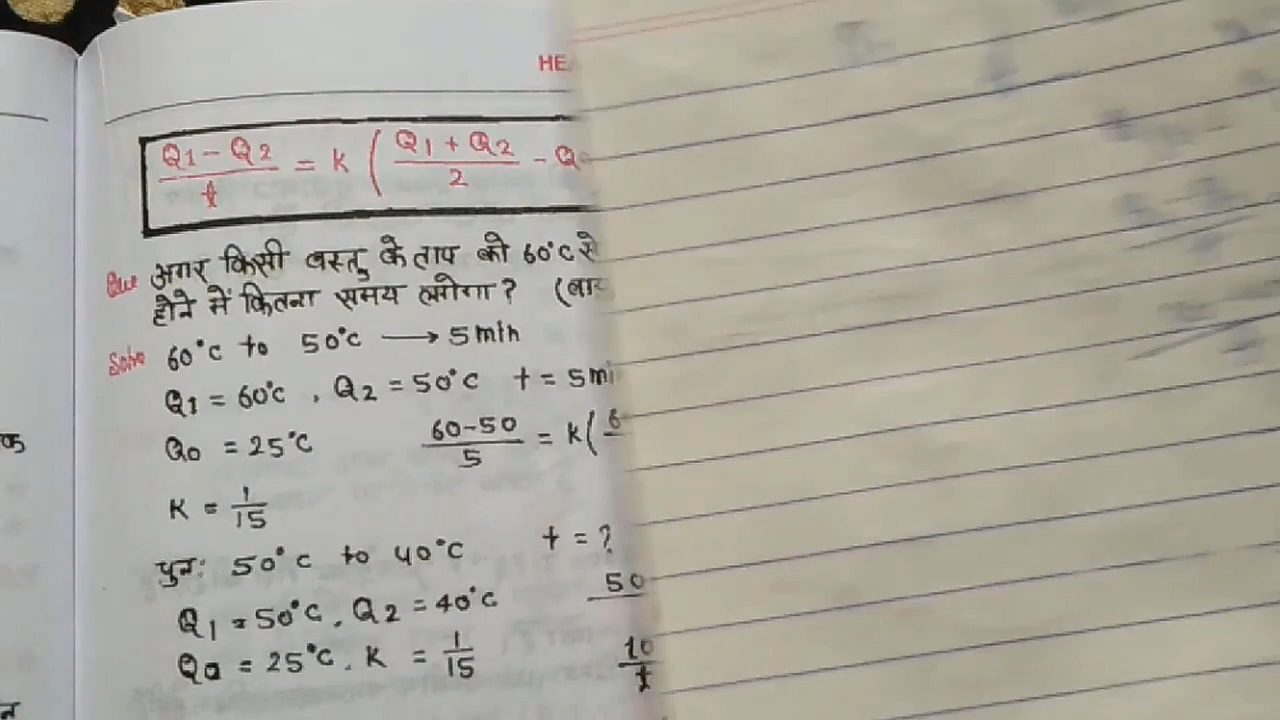 Q1 - Q2 / t = K ( Q1 + Q2 / 2 - Q
Que अगर किसी वस्तु के ताप को 60°C से
होने में कितना समय लगेगा ?
Soln 60°C to 50°C ⟶ 5 min
Q1 = 60°C , Q2 = 50°C t = 5 mi
Q0 = 25°C 60-50 / 5 = K(
K = 1/15
पुनः 50°C to 40°C t = ?
Q1 = 50°C , Q2 = 40°C 50
Q0 = 25°C . K = 1/15 10/t